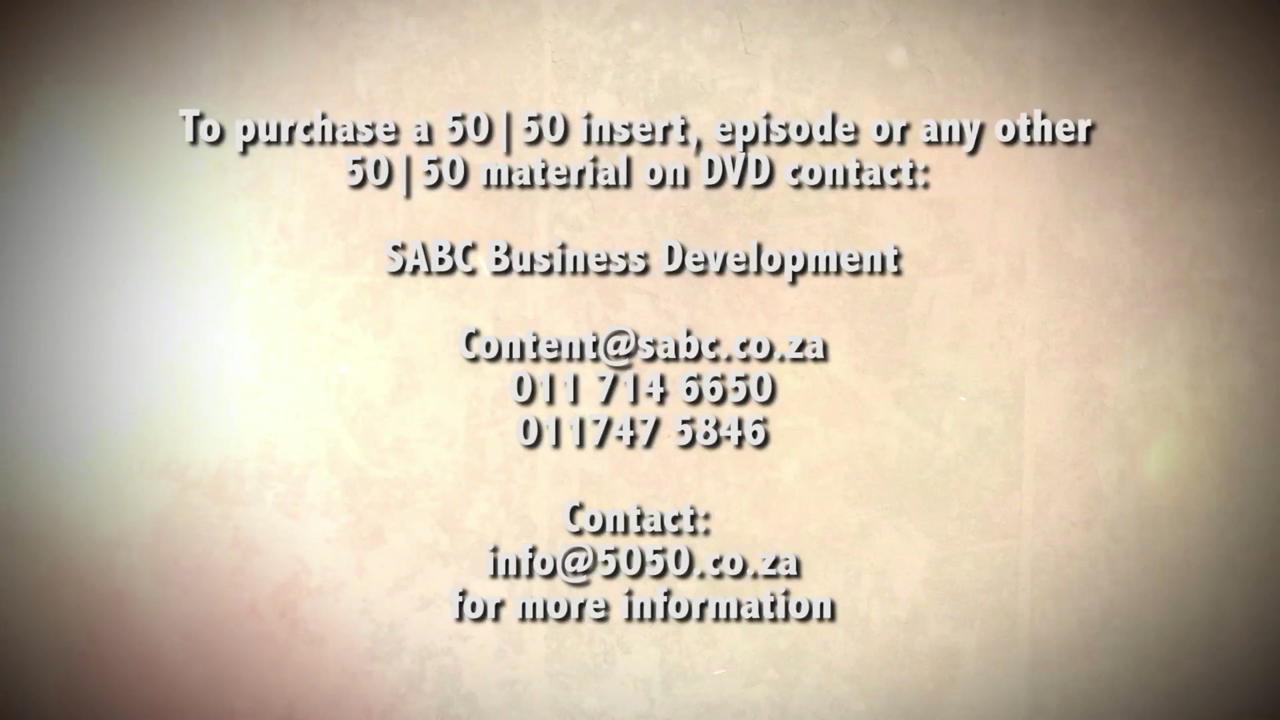 To purchase a 50|50 insert, episode or any other
50|50 material on DVD contact:
SABC Business Development
Content@sabc.co.za
011 714 6650
011747 5846
Contact:
info@5050.co.za
for more information